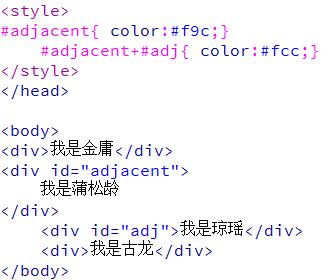 <style>
#adjacent{ color:#f9c;}
    #adjacent+#adj{ color:#fcc;}
</style>
</head>

<body>
<div>我是金庸</div>
<div id="adjacent">
    我是蒲松龄
</div>
    <div id="adj">我是琼瑶</div>
    <div>我是古龙</div>
</body>